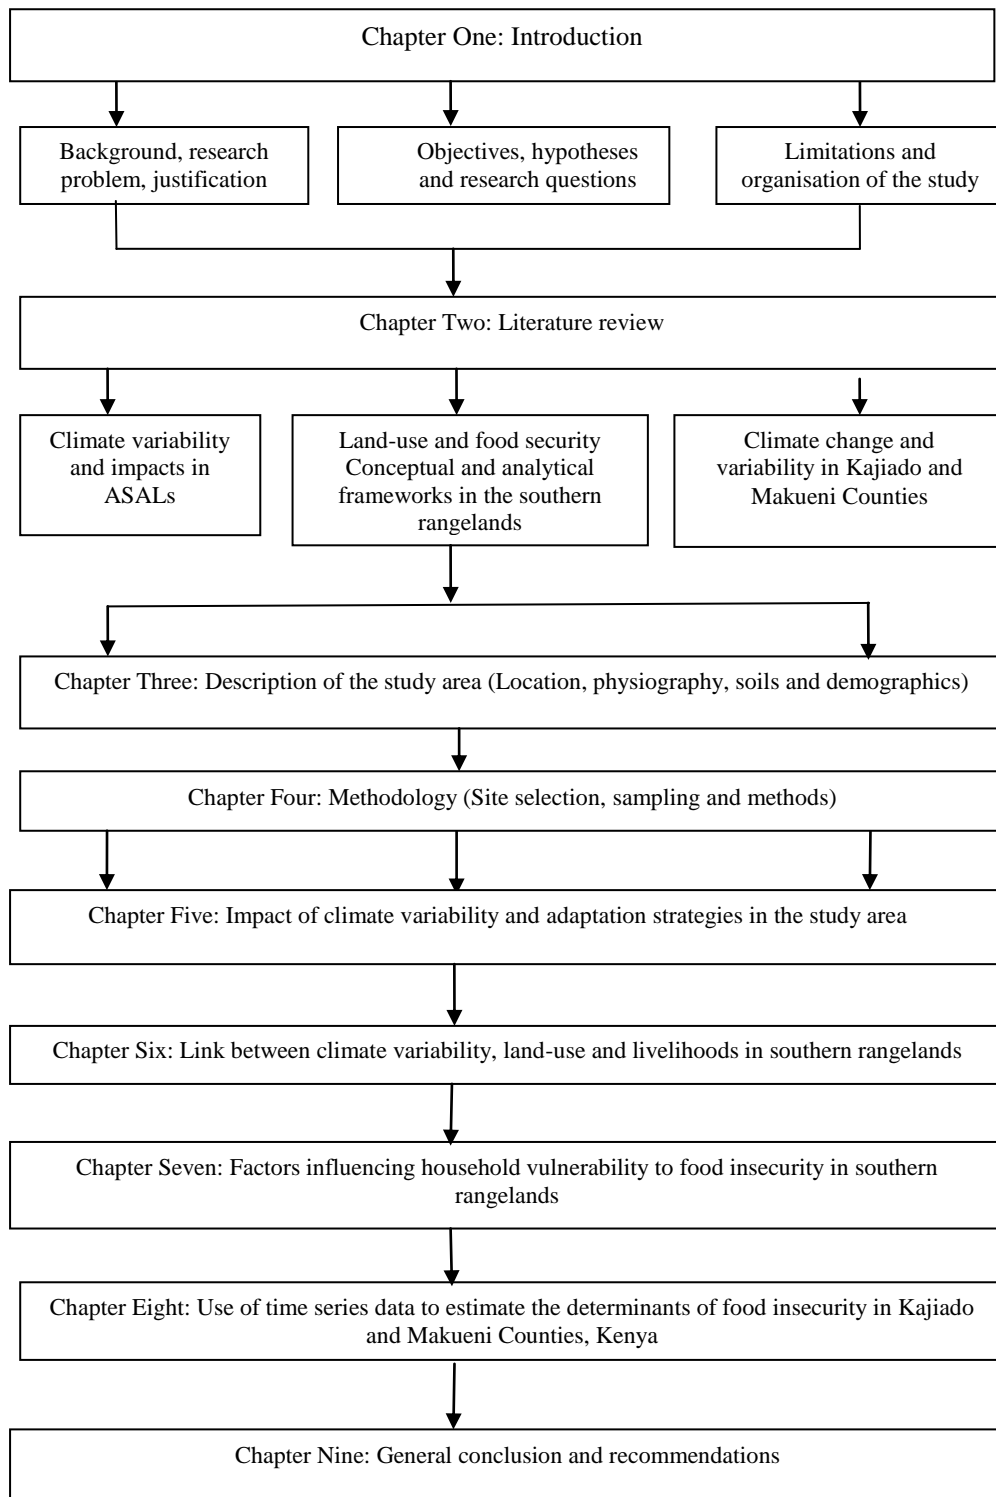 Chapter One: Introduction
Background, research
problem, justification
Objectives, hypotheses
and research questions
Limitations and
organisation of the study
Chapter Two: Literature review
Climate variability
and impacts in
ASALs
Land-use and food security
Conceptual and analytical
frameworks in the southern
rangelands
Climate change and
variability in Kajiado and
Makueni Counties
Chapter Three: Description of the study area (Location, physiography, soils and demographics)
Chapter Four: Methodology (Site selection, sampling and methods)
Chapter Five: Impact of climate variability and adaptation strategies in the study area
Chapter Six: Link between climate variability, land-use and livelihoods in southern rangelands
Chapter Seven: Factors influencing household vulnerability to food insecurity in southern
rangelands
Chapter Eight: Use of time series data to estimate the determinants of food insecurity in Kajiado
and Makueni Counties, Kenya
Chapter Nine: General conclusion and recommendations